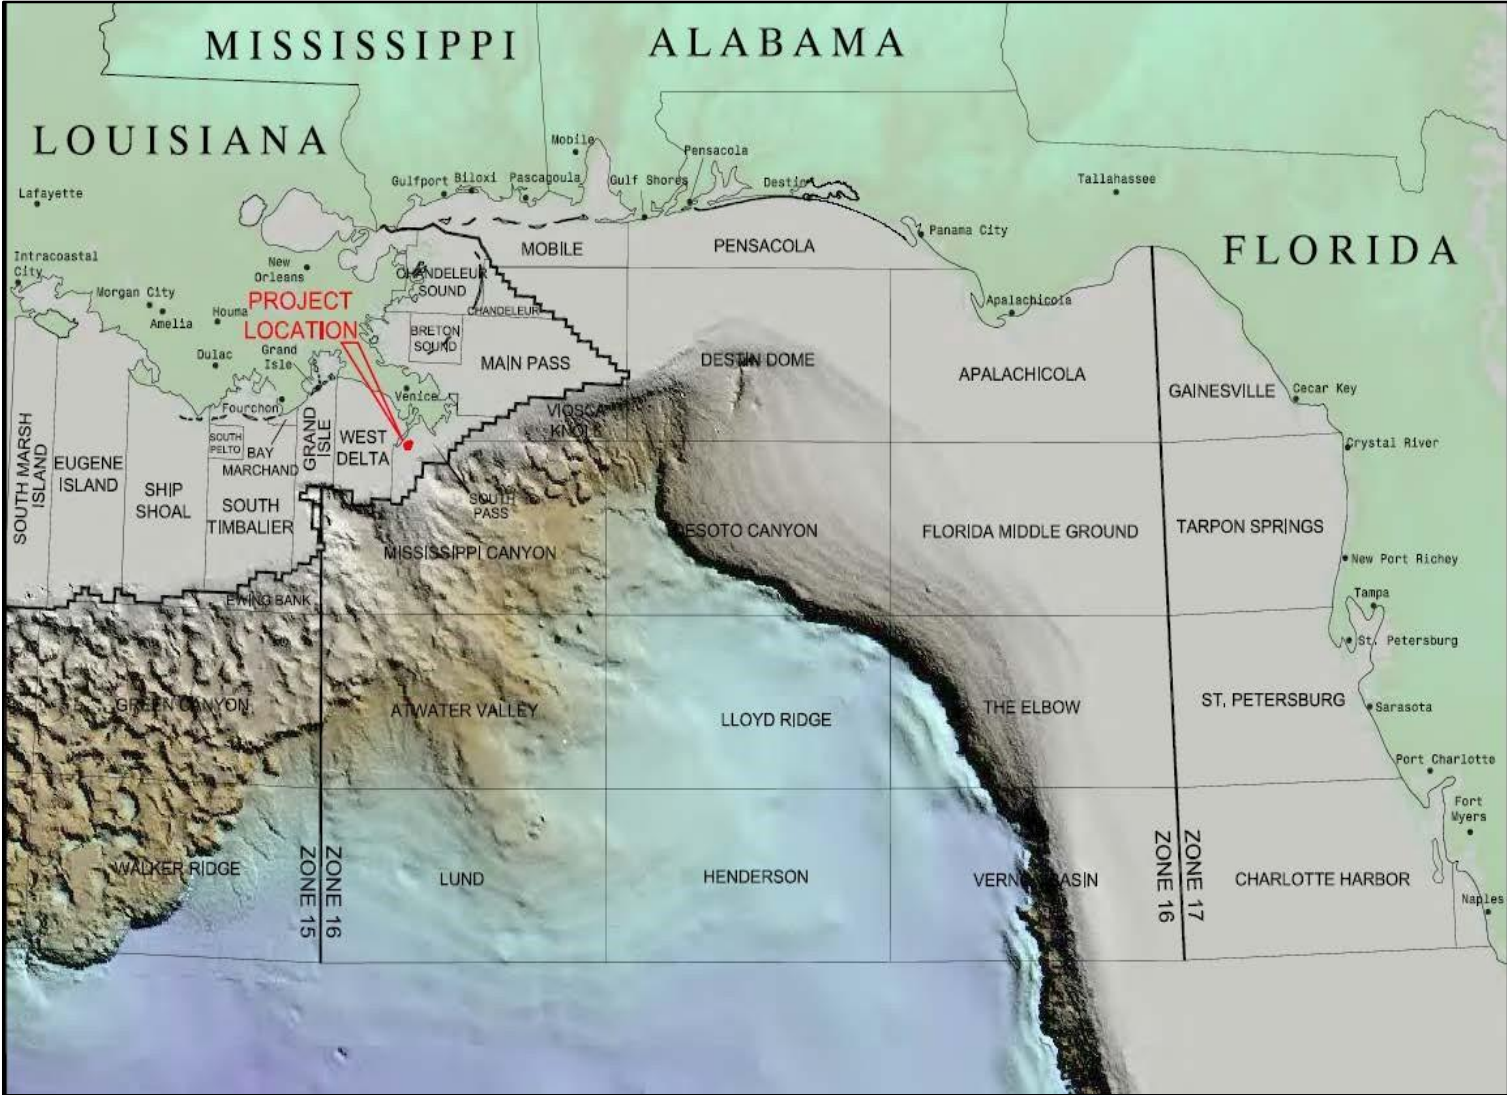 MISSISSIPPI
ALABAMA
LOUISIANA
FLORIDA
Mobile
Pensacola
Lafayette
Gulfport
Biloxi
Pascagoula
Gulf Shores
Destin
Tallahassee
Panama City
Intracoastal
City
New
Orleans
Morgan City
Amelia
Houma
PROJECT
LOCATION
CHANDELEUR
SOUND
CHANDELEUR
MOBILE
PENSACOLA
Apalachicola
BRETON
SOUND
Dulac
Grand
Isle
MAIN PASS
DESTIN DOME
APALACHICOLA
GAINESVILLE
Cecar Key
Venice
Fourchon
VIOSCA
KNOLL
SOUTH MARSH
ISLAND
EUGENE
ISLAND
SHIP
SHOAL
SOUTH
PELTO
BAY
MARCHAND
SOUTH
TIMBALIER
GRAND
ISLE
WEST
DELTA
Crystal River
SOUTH
PASS
MISSISSIPPI CANYON
DESOTO CANYON
FLORIDA MIDDLE GROUND
TARPON SPRINGS
New Port Richey
EWING BANK
Tampa
St. Petersburg
GREEN CANYON
ATWATER VALLEY
LLOYD RIDGE
THE ELBOW
ST. PETERSBURG
Sarasota
Port Charlotte
Fort
Myers
WALKER RIDGE
ZONE 15
ZONE 16
LUND
HENDERSON
VERNON BASIN
ZONE 16
ZONE 17
CHARLOTTE HARBOR
Naples